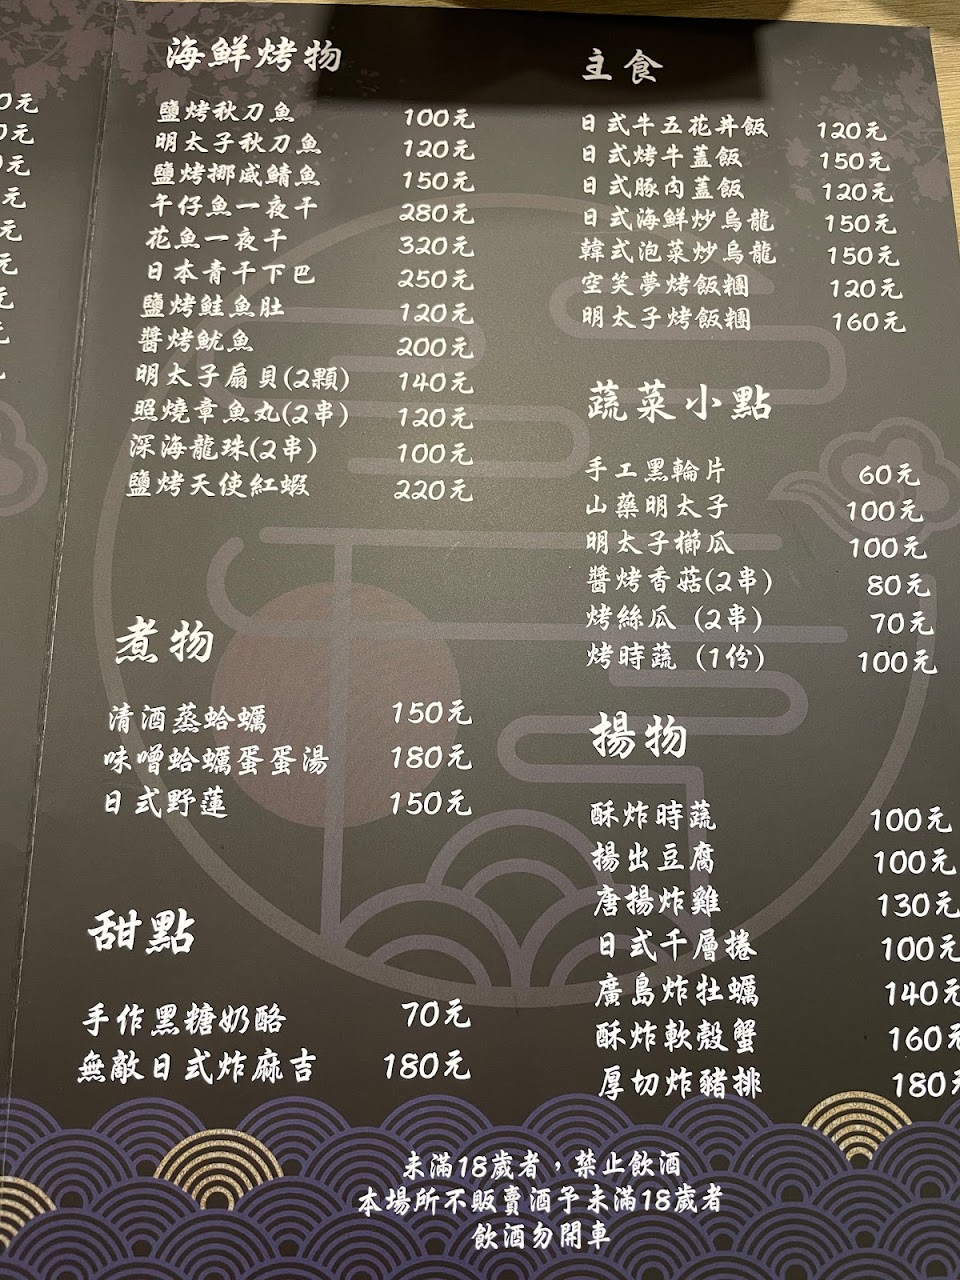 海鮮烤物
鹽烤秋刀魚 100元
明太子秋刀魚 120元
鹽烤挪威鯖魚 150元
午仔魚一夜干 280元
花魚一夜干 320元
日本青干下巴 250元
鹽烤鮭魚肚 120元
醬烤魷魚 200元
明太子扇貝(2顆) 140元
照燒章魚丸(2串) 120元
深海龍珠(2串) 100元
鹽烤天使紅蝦 220元
煮物
清酒蒸蛤蠣 150元
味噌蛤蠣蛋蛋湯 180元
日式野蓮 150元
甜點
手作黑糖奶酪 70元
無敵日式炸麻吉 180元
主食
日式牛五花丼飯 120元
日式烤牛蓋飯 150元
日式豚肉蓋飯 120元
日式海鮮炒烏龍 150元
韓式泡菜炒烏龍 150元
空笑夢烤飯糰 120元
明太子烤飯糰 160元
蔬菜小點
手工黑輪片 60元
山藥明太子 100元
明太子櫛瓜 100元
醬烤香菇(2串) 80元
烤絲瓜 (2串) 70元
烤時蔬 (1份) 100元
揚物
酥炸時蔬 100元
揚出豆腐 100元
唐揚炸雞 130元
日式千層捲 100元
廣島炸牡蠣 140元
酥炸軟殼蟹 160元
厚切炸豬排 180元
未滿18歲者，禁止飲酒
本場所不販賣酒予未滿18歲者
飲酒勿開車